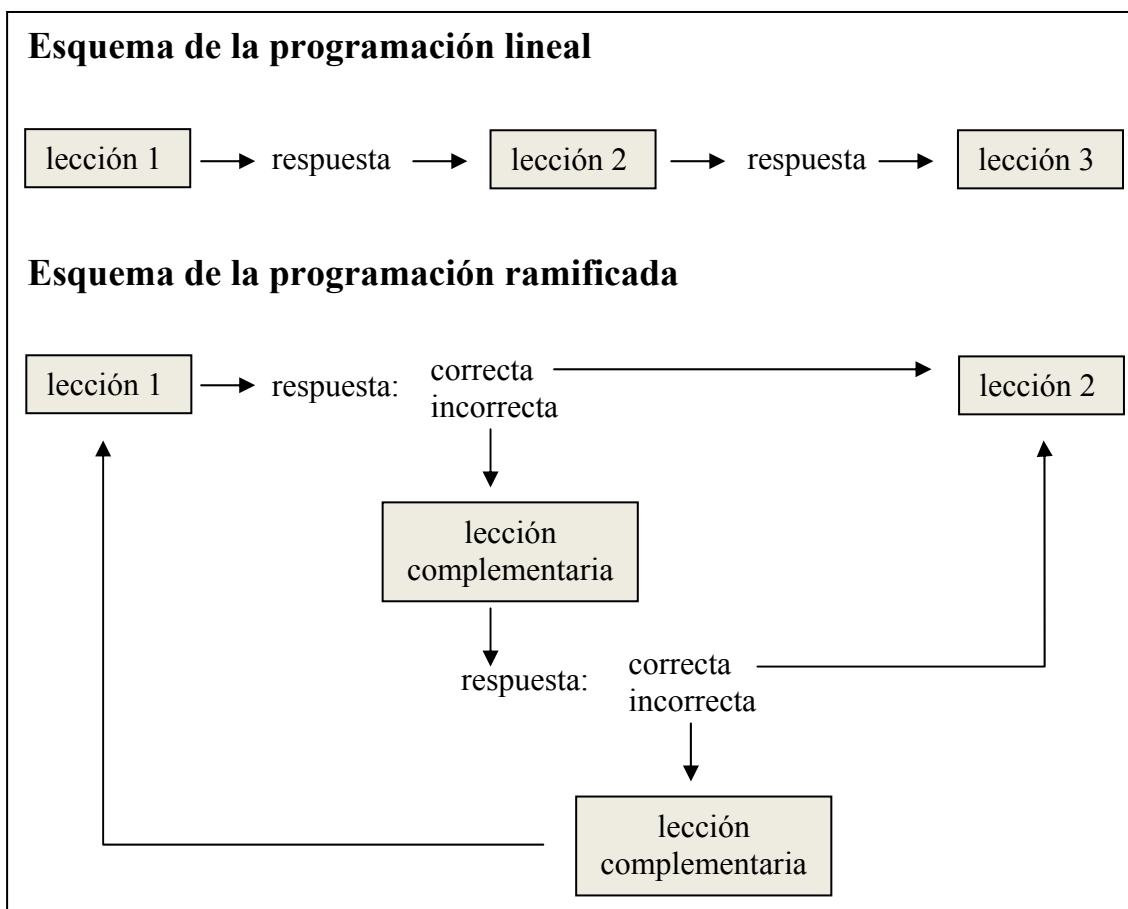 Esquema de la programación lineal
lección 1 respuesta lección 2 respuesta lección 3
Esquema de la programación ramificada
lección 1 respuesta: correcta lección 2
incorrecta
lección
complementaria
respuesta: correcta
incorrecta
lección
complementaria